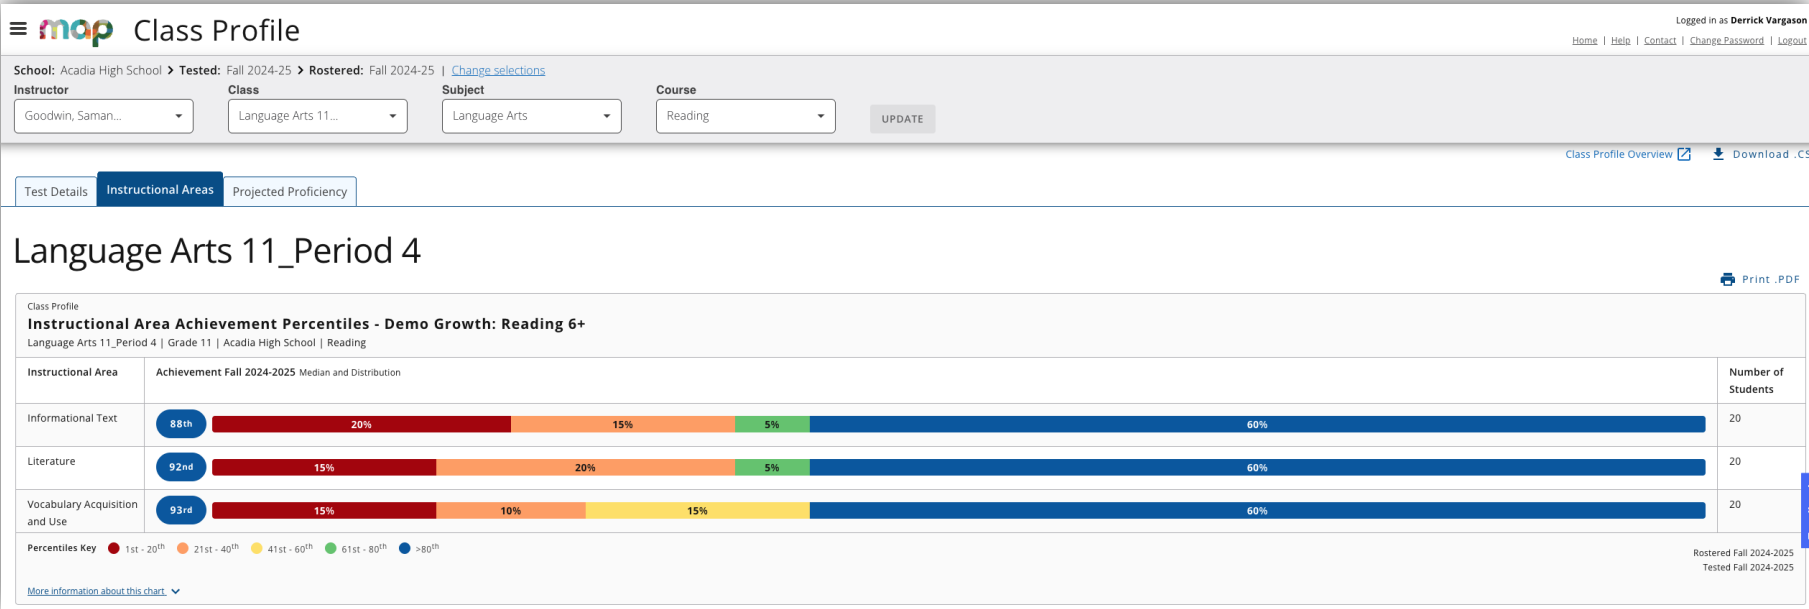 map Class Profile
Logged in as Derrick Vargason
Home | Help | Contact | Change Password | Logout
School: Acadia High School > Tested: Fall 2024-25 > Rostered: Fall 2024-25 | Change selections
Instructor Class Subject Course
Goodwin, Saman... Language Arts 11... Language Arts Reading UPDATE
Class Profile Overview Download .CS
Test Details Instructional Areas Projected Proficiency
Language Arts 11_Period 4
Print .PDF
Class Profile
Instructional Area Achievement Percentiles - Demo Growth: Reading 6+
Language Arts 11_Period 4 | Grade 11 | Acadia High School | Reading
Instructional Area Achievement Fall 2024-2025 Median and Distribution Number of
Students
Informational Text 88th 20% 15% 5% 60% 20
Literature 92nd 15% 20% 5% 60% 20
Vocabulary Acquisition
and Use 93rd 15% 10% 15% 60% 20
Percentiles Key 1st - 20th 21st - 40th 41st - 60th 61st - 80th >80th
Rostered Fall 2024-2025
Tested Fall 2024-2025
More information about this chart